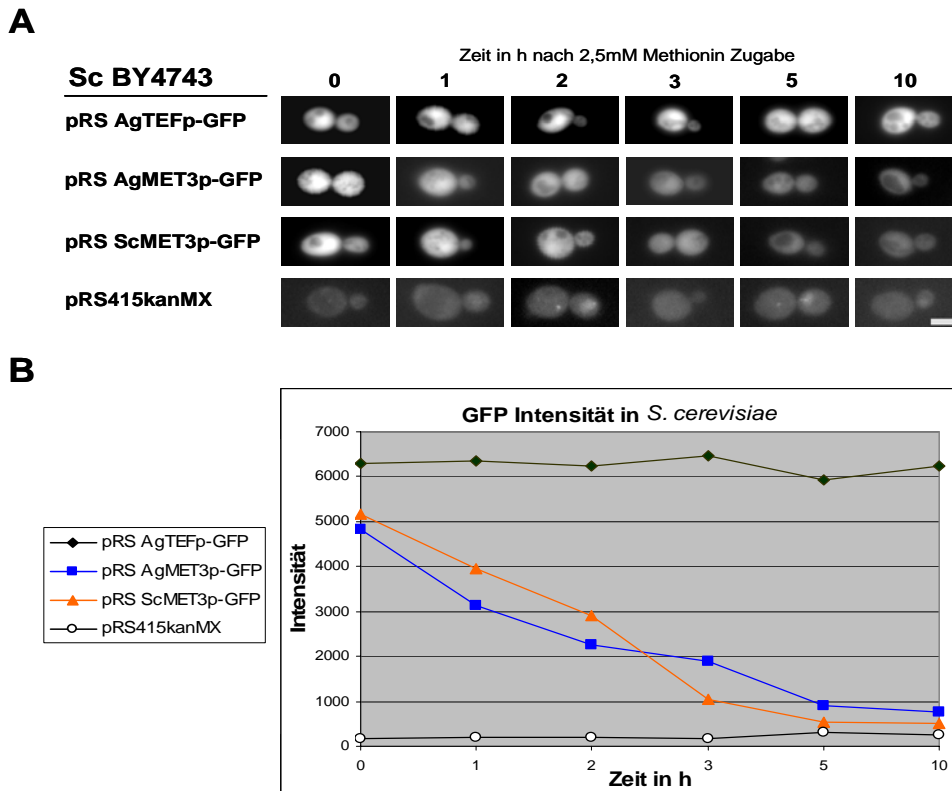 A
Zeit in h nach 2,5mM Methionin Zugabe
Sc BY4743
0 1 2 3 5 10
pRS AgTEFp-GFP
pRS AgMET3p-GFP
pRS ScMET3p-GFP
pRS415kanMX
B
GFP Intensität in S. cerevisiae
7000
6000
5000
4000
3000
2000
1000
0
Intensität
0 1 2 3 5 10
Zeit in h
pRS AgTEFp-GFP
pRS AgMET3p-GFP
pRS ScMET3p-GFP
pRS415kanMX